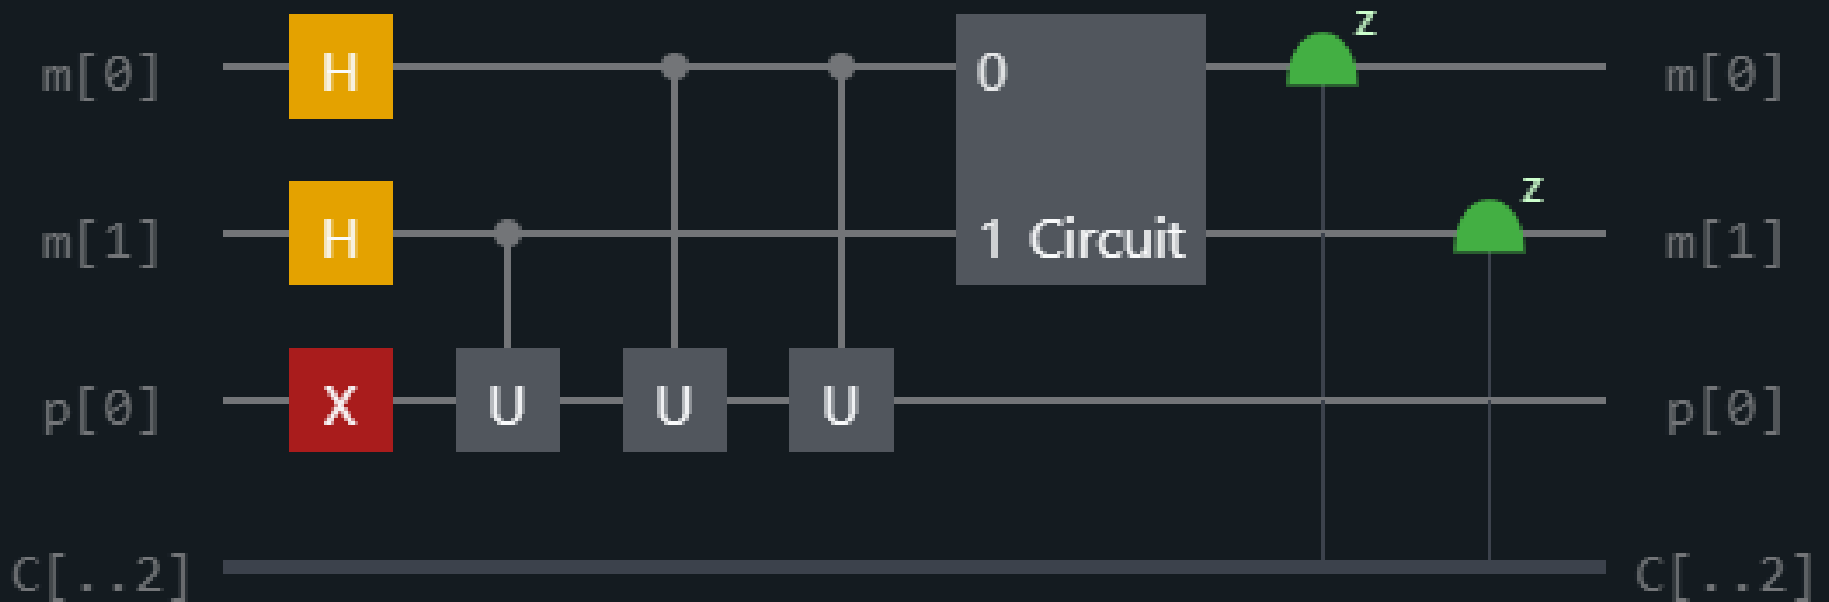 z
m[0] H 0 m[0]
z
m[1] H 1 Circuit m[1]
p[0] X U U U p[0]
C[..2] C[..2]